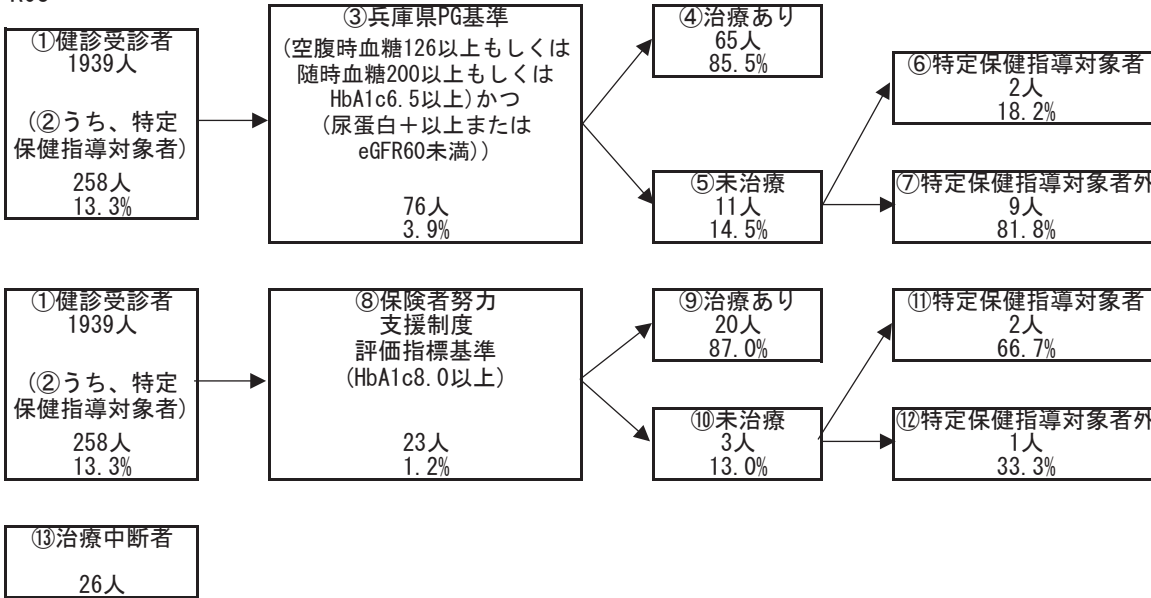 ①健診受診者
1939人
(②うち、特定
保健指導対象者)
258人
13.3%
③兵庫県PG基準
(空腹時血糖126以上もしくは
随時血糖200以上もしくは
HbA1c6.5以上)かつ
(尿蛋白＋以上または
eGFR60未満))
76人
3.9%
④治療あり
65人
85.5%
⑤未治療
11人
14.5%
⑥特定保健指導対象者
2人
18.2%
⑦特定保健指導対象者外
9人
81.8%
①健診受診者
1939人
(②うち、特定
保健指導対象者)
258人
13.3%
⑧保険者努力
支援制度
評価指標基準
(HbA1c8.0以上)
23人
1.2%
⑨治療あり
20人
87.0%
⑩未治療
3人
13.0%
⑪特定保健指導対象者
2人
66.7%
⑫特定保健指導対象者外
1人
33.3%
⑬治療中断者
26人